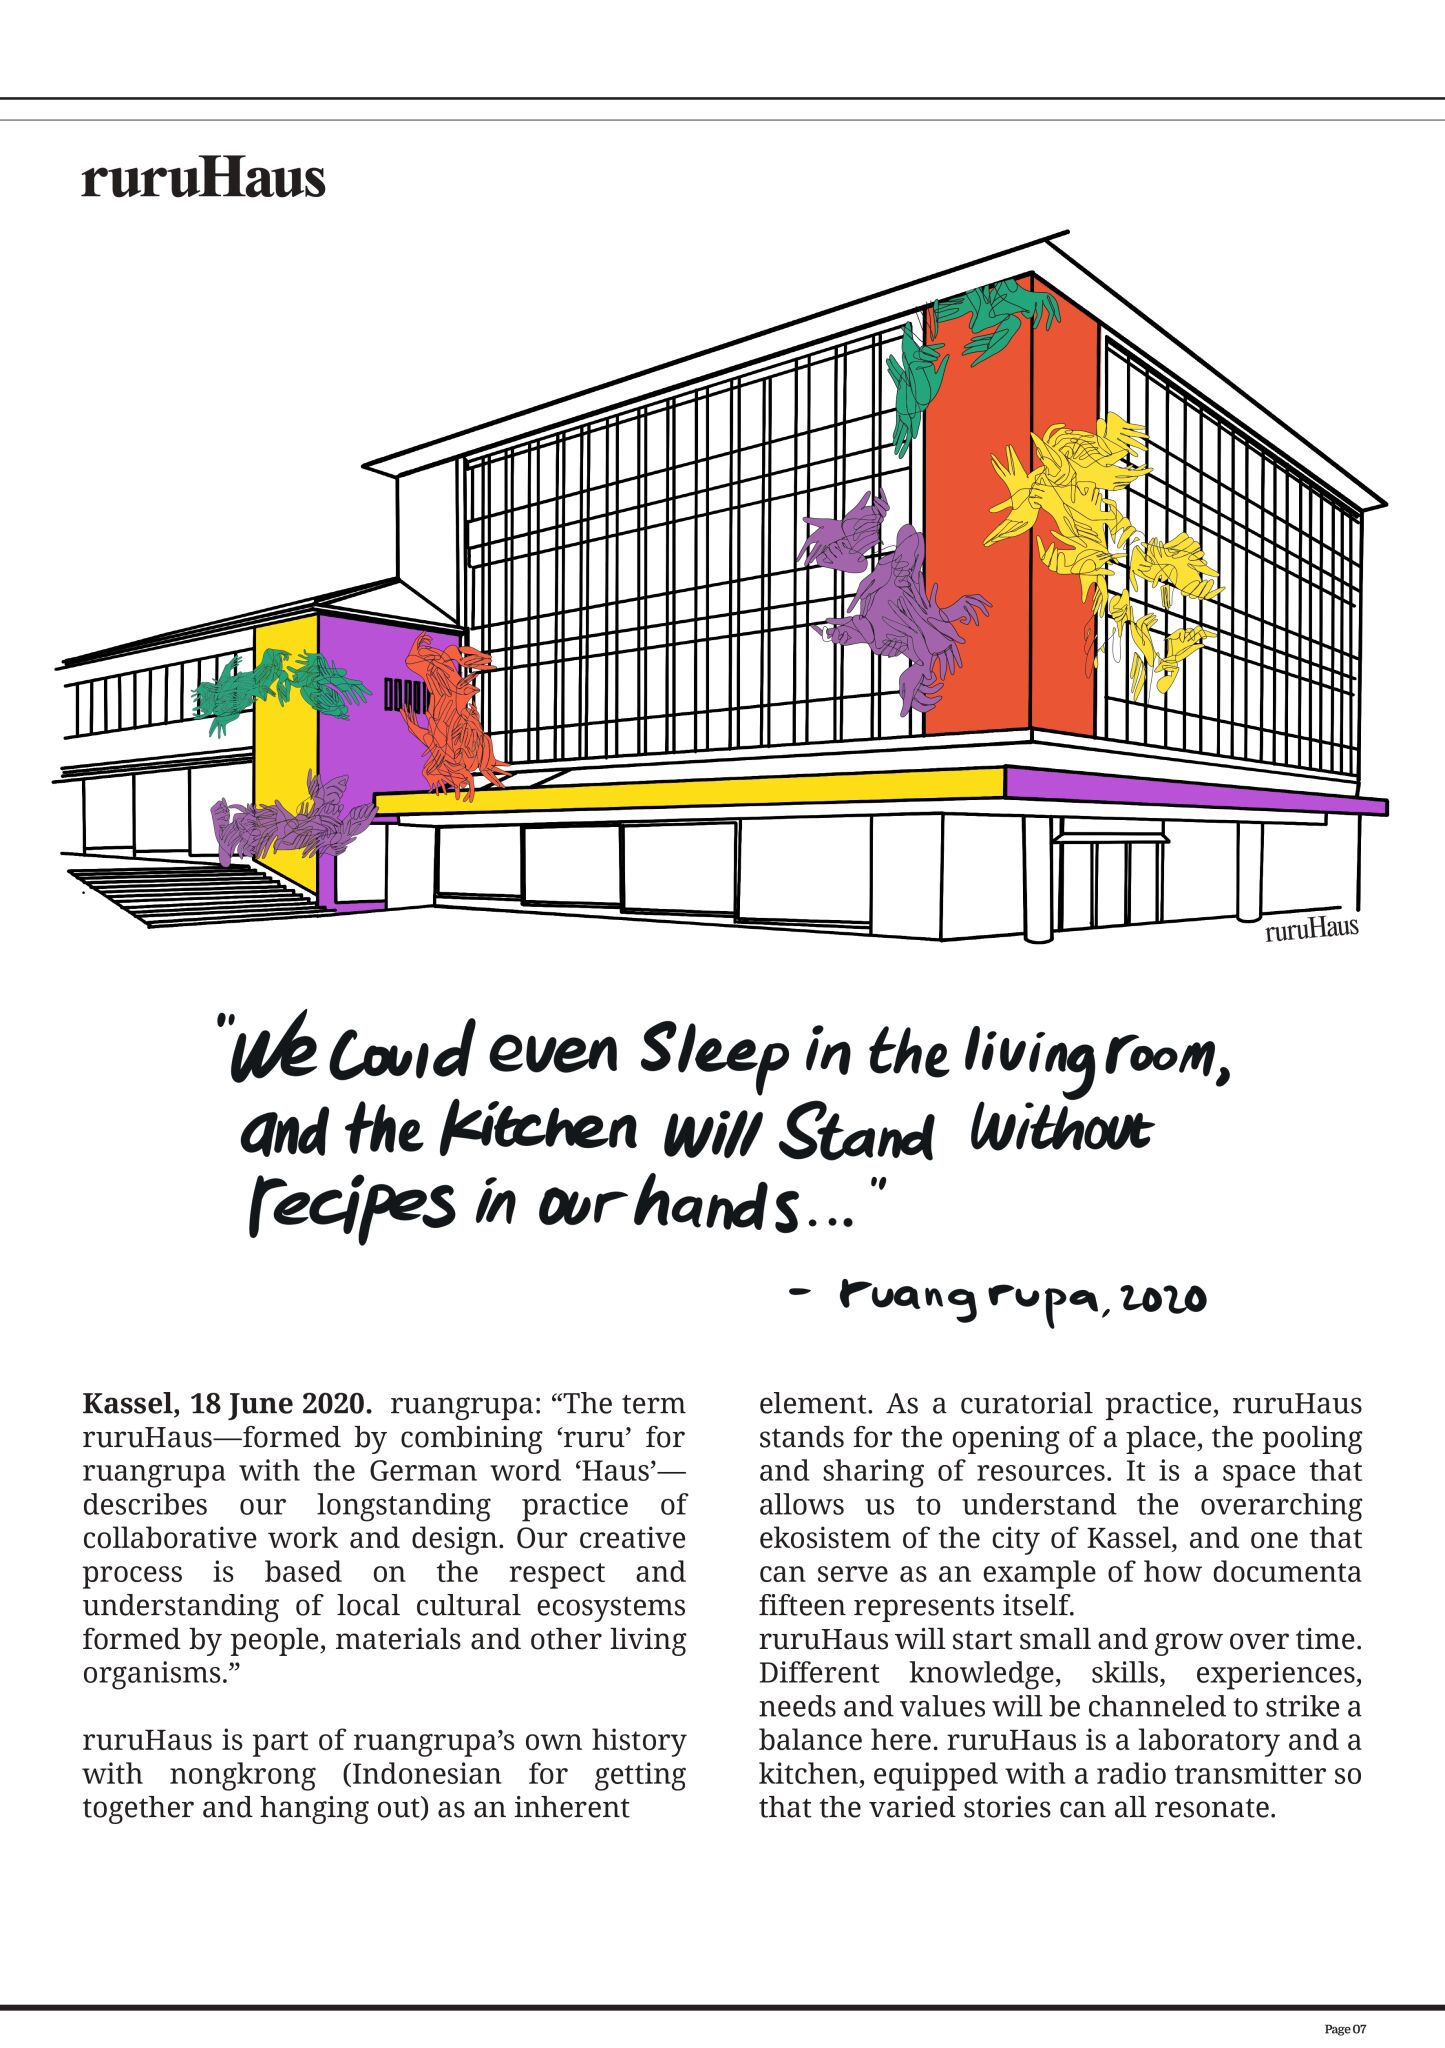 ruruHaus
ruruHaus
"We Could even Sleep in the living room,
and the kitchen will Stand without
recipes in our hands..."
- ruangrupa, 2020
Kassel, 18 June 2020. ruangrupa: “The term
ruruHaus—formed by combining ‘ruru’ for
ruangrupa with the German word ‘Haus’—
describes our longstanding practice of
collaborative work and design. Our creative
process is based on the respect and
understanding of local cultural ecosystems
formed by people, materials and other living
organisms.”
ruruHaus is part of ruangrupa’s own history
with nongkrong (Indonesian for getting
together and hanging out) as an inherent
element. As a curatorial practice, ruruHaus
stands for the opening of a place, the pooling
and sharing of resources. It is a space that
allows us to understand the overarching
ekosistem of the city of Kassel, and one that
can serve as an example of how documenta
fifteen represents itself.
ruruHaus will start small and grow over time.
Different knowledge, skills, experiences,
needs and values will be channeled to strike a
balance here. ruruHaus is a laboratory and a
kitchen, equipped with a radio transmitter so
that the varied stories can all resonate.
Page 07